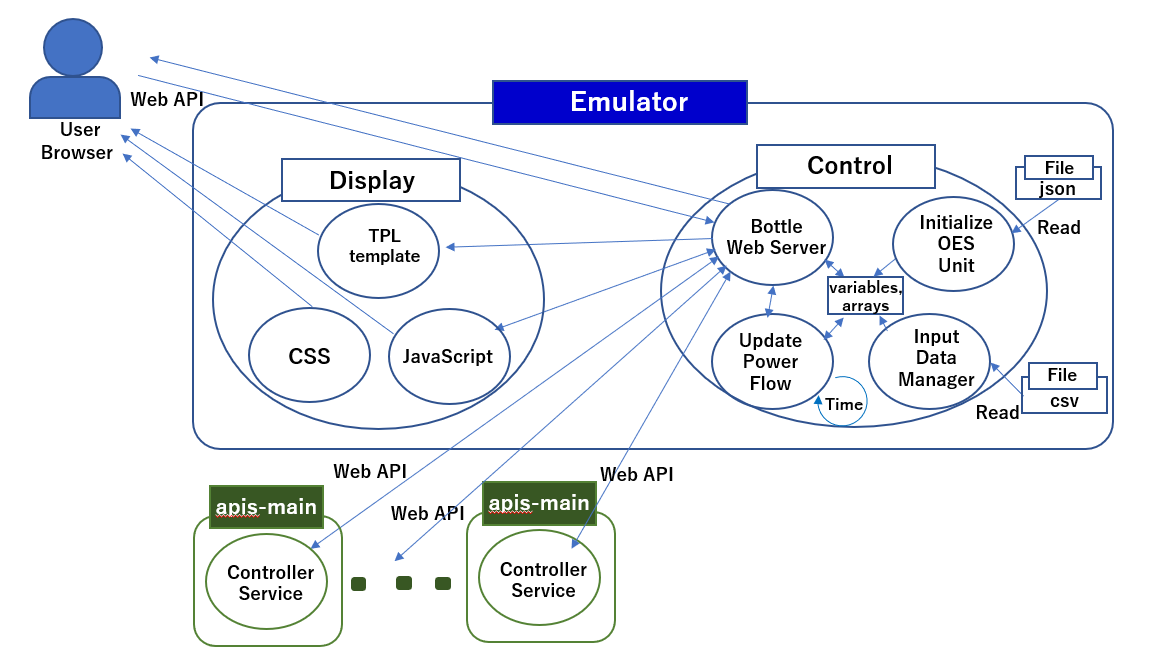 Emulator
Web API
User
Browser
Display
TPL
template
CSS
JavaScript
Control
Bottle
Web Server
Initialize
OES
Unit
variables,
arrays
Update
Power
Flow
Input
Data
Manager
Time
File
json
Read
File
csv
Read
Web API
Web API
Web API
apis-main
Controller
Service
apis-main
Controller
Service